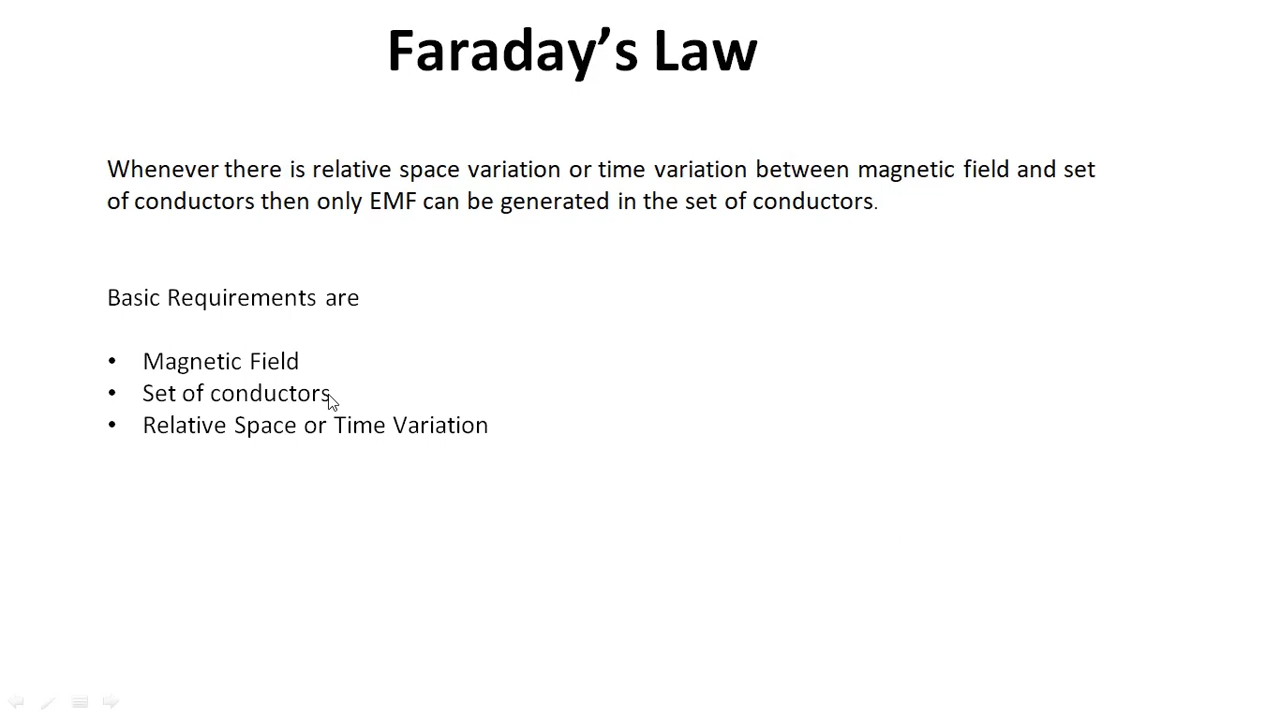 Faraday’s Law
Whenever there is relative space variation or time variation between magnetic field and set
of conductors then only EMF can be generated in the set of conductors.
Basic Requirements are
• Magnetic Field
• Set of conductors
• Relative Space or Time Variation